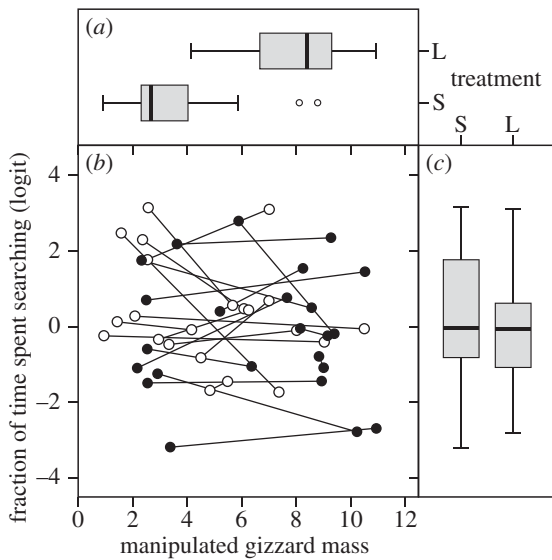 (a)
L
treatment
S
S L
(b)
(c)
fraction of time spent searching (logit)
4
2
0
−2
−4
0 2 4 6 8 10 12
manipulated gizzard mass